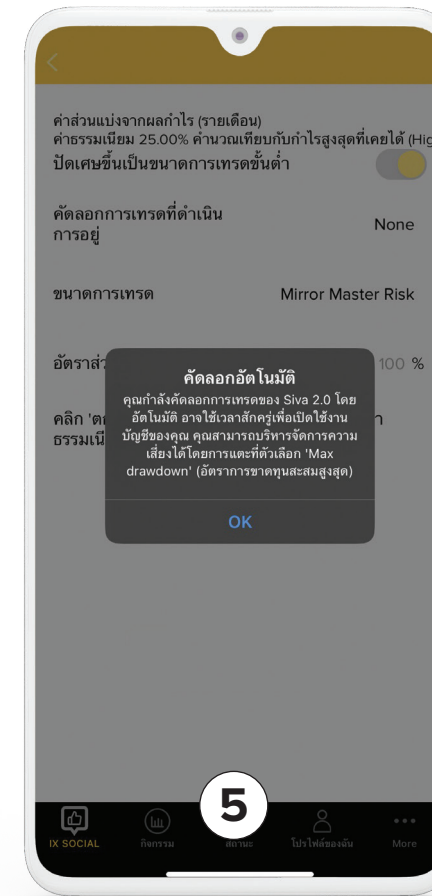 ค่าส่วนแบ่งจากผลกำไร (รายเดือน)
ค่าธรรมเนียม 25.00% คำนวณเทียบกับกำไรสูงสุดที่เคยได้ (Hig
ปัดเศษขึ้นเป็นขนาดการเทรดขั้นต่ำ
คัดลอกการเทรดที่ดำเนิน
การอยู่
None
ขนาดการเทรด Mirror Master Risk
อัตราส่ว 100 %
คลิก 'ตก
ธรรมเนี
คัดลอกอัตโนมัติ
คุณกำลังคัดลอกการเทรดของ Siva 2.0 โดย
อัตโนมัติ อาจใช้เวลาสักครู่เพื่อเปิดใช้งาน
บัญชีของคุณ คุณสามารถบริหารจัดการความ
เสี่ยงได้โดยการแตะที่ตัวเลือก 'Max
drawdown' (อัตราการขาดทุนสะสมสูงสุด)
OK
5
IX SOCIAL กิจกรรม สถานะ โปรไฟล์ของฉัน More